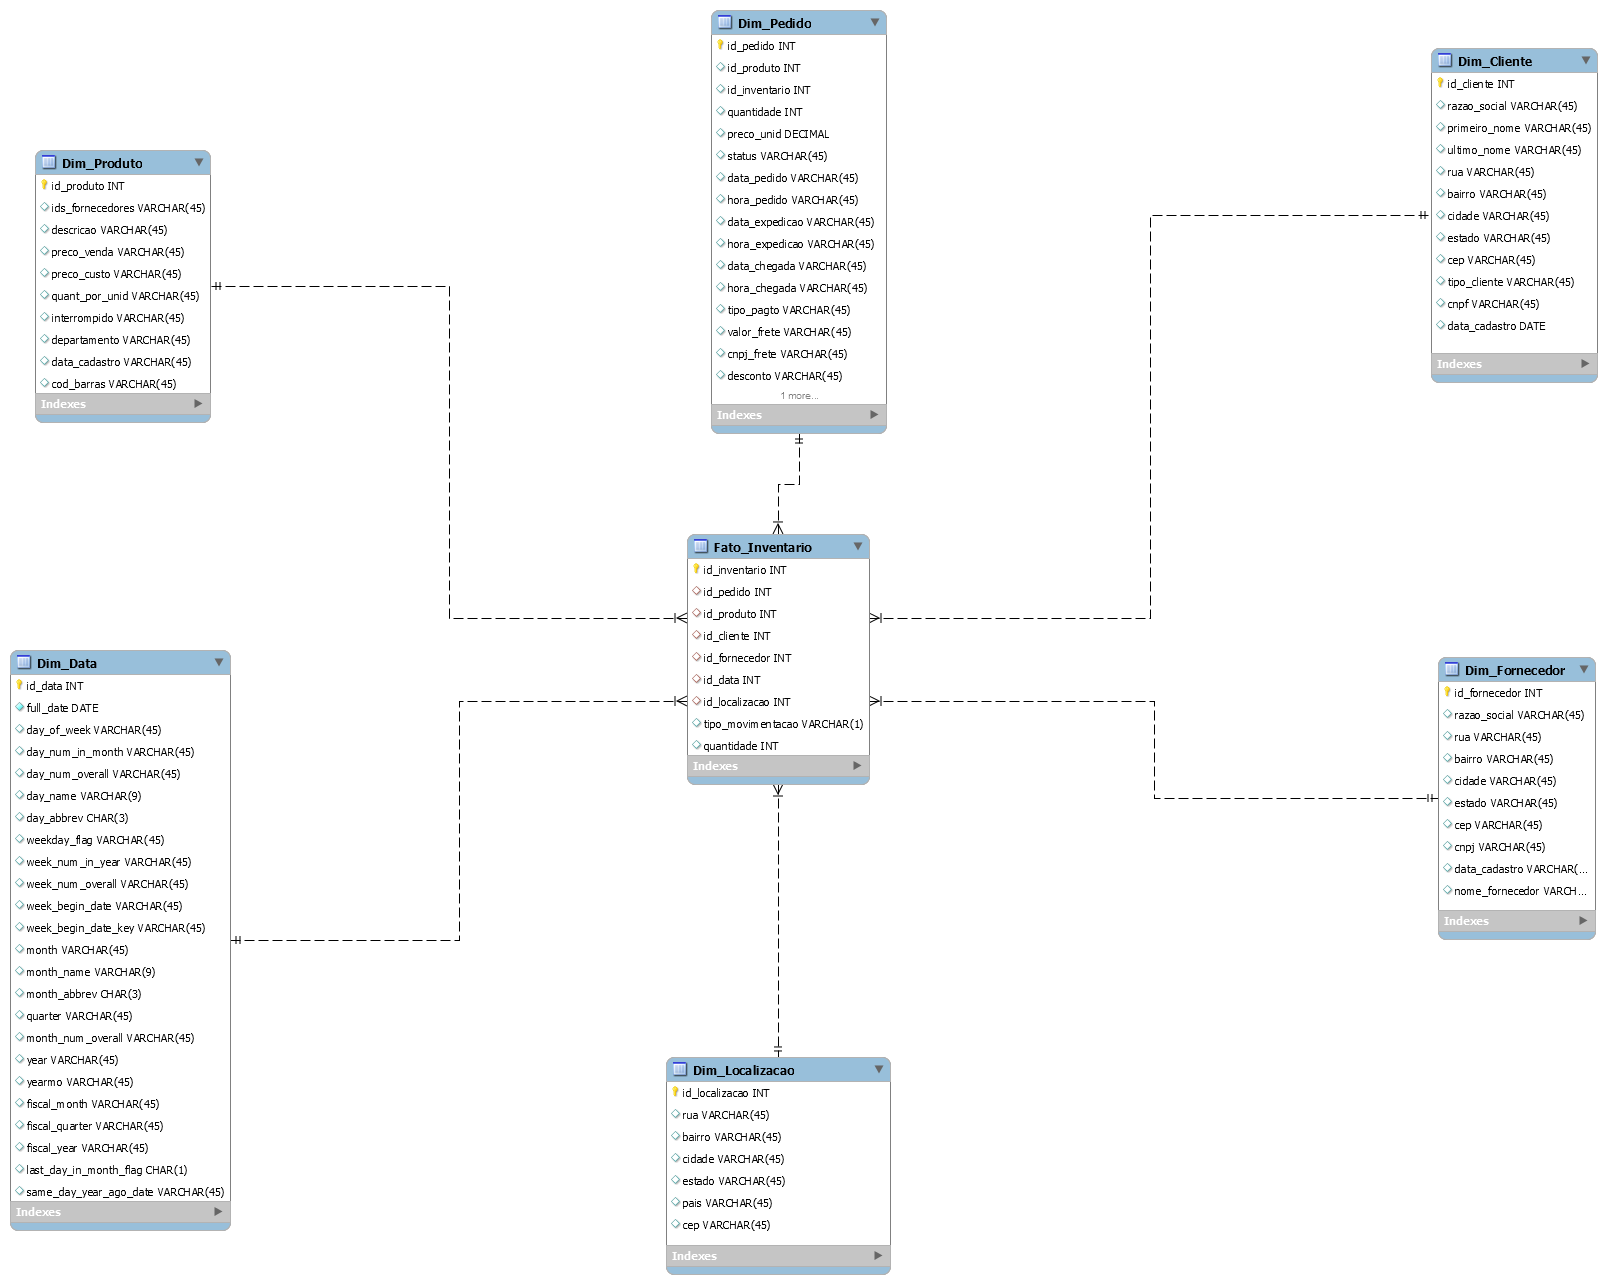 Dim_Pedido
id_pedido INT
id_produto INT
id_inventario INT
quantidade INT
preco_unid DECIMAL
status VARCHAR(45)
data_pedido VARCHAR(45)
hora_pedido VARCHAR(45)
data_expedicao VARCHAR(45)
hora_expedicao VARCHAR(45)
data_chegada VARCHAR(45)
hora_chegada VARCHAR(45)
tipo_pagto VARCHAR(45)
valor_frete VARCHAR(45)
cnpj_frete VARCHAR(45)
desconto VARCHAR(45)
1 more...
Indexes
Dim_Cliente
id_cliente INT
razao_social VARCHAR(45)
primeiro_nome VARCHAR(45)
ultimo_nome VARCHAR(45)
rua VARCHAR(45)
bairro VARCHAR(45)
cidade VARCHAR(45)
estado VARCHAR(45)
cep VARCHAR(45)
tipo_cliente VARCHAR(45)
cnpf VARCHAR(45)
data_cadastro DATE
Indexes
Dim_Produto
id_produto INT
ids_fornecedores VARCHAR(45)
descricao VARCHAR(45)
preco_venda VARCHAR(45)
preco_custo VARCHAR(45)
quant_por_unid VARCHAR(45)
interrompido VARCHAR(45)
departamento VARCHAR(45)
data_cadastro VARCHAR(45)
cod_barras VARCHAR(45)
Indexes
Fato_Inventario
id_inventario INT
id_pedido INT
id_produto INT
id_cliente INT
id_fornecedor INT
id_data INT
id_localizacao INT
tipo_movimentacao VARCHAR(1)
quantidade INT
Indexes
Dim_Data
id_data INT
full_date DATE
day_of_week VARCHAR(45)
day_num_in_month VARCHAR(45)
day_num_overall VARCHAR(45)
day_name VARCHAR(9)
day_abbrev CHAR(3)
weekday_flag VARCHAR(45)
week_num_in_year VARCHAR(45)
week_num_overall VARCHAR(45)
week_begin_date VARCHAR(45)
week_begin_date_key VARCHAR(45)
month VARCHAR(45)
month_name VARCHAR(9)
month_abbrev CHAR(3)
quarter VARCHAR(45)
month_num_overall VARCHAR(45)
year VARCHAR(45)
yearmo VARCHAR(45)
fiscal_month VARCHAR(45)
fiscal_quarter VARCHAR(45)
fiscal_year VARCHAR(45)
last_day_in_month_flag CHAR(1)
same_day_year_ago_date VARCHAR(45)
Indexes
Dim_Fornecedor
id_fornecedor INT
razao_social VARCHAR(45)
rua VARCHAR(45)
bairro VARCHAR(45)
cidade VARCHAR(45)
estado VARCHAR(45)
cep VARCHAR(45)
cnpj VARCHAR(45)
data_cadastro VARCHAR(...
nome_fornecedor VARCH...
Indexes
Dim_Localizacao
id_localizacao INT
rua VARCHAR(45)
bairro VARCHAR(45)
cidade VARCHAR(45)
estado VARCHAR(45)
pais VARCHAR(45)
cep VARCHAR(45)
Indexes